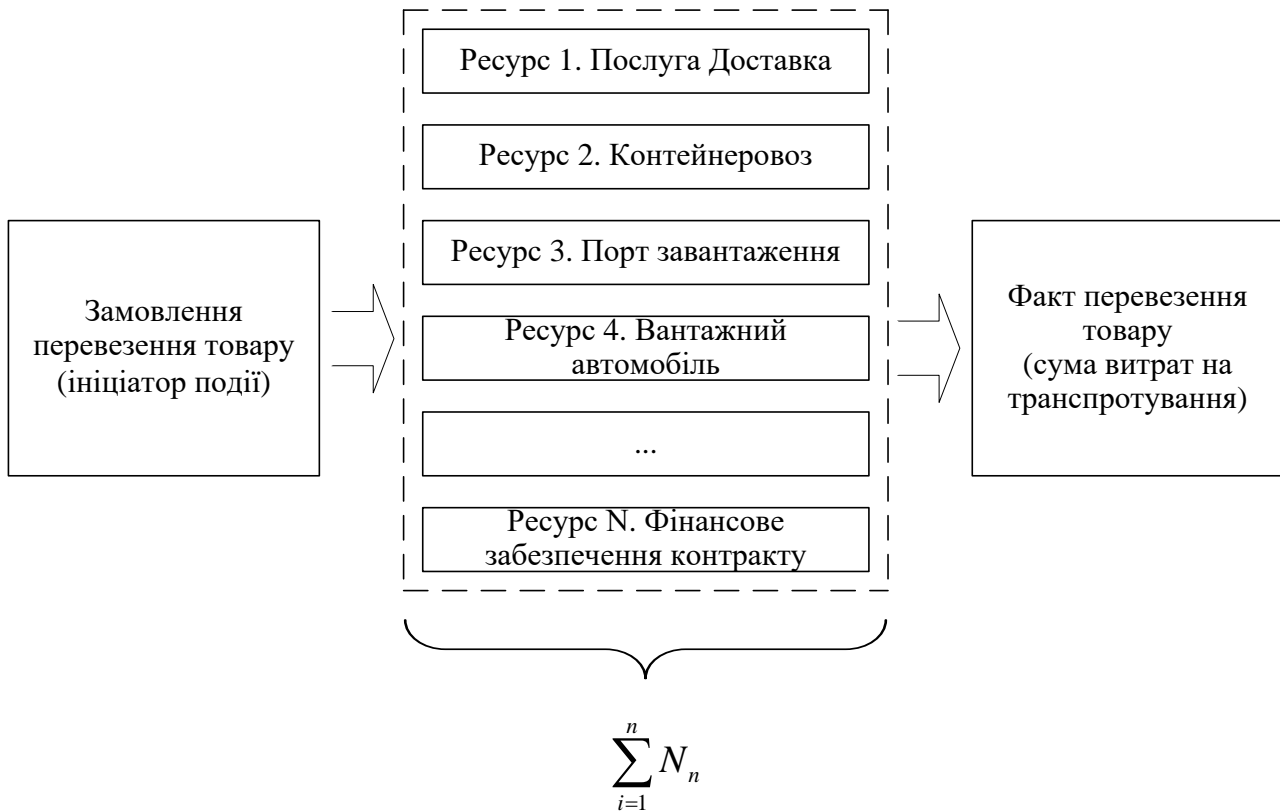 Ресурс 1. Послуга Доставка
Ресурс 2. Контейнеровоз
Ресурс 3. Порт завантаження
Ресурс 4. Вантажний
автомобіль
...
Ресурс N. Фінансове
забезпечення контракту
Замовлення
перевезення товару
(ініціатор події)
Факт перевезення
товару
(сума витрат на
транспротування)
n
∑ N_n
i=1